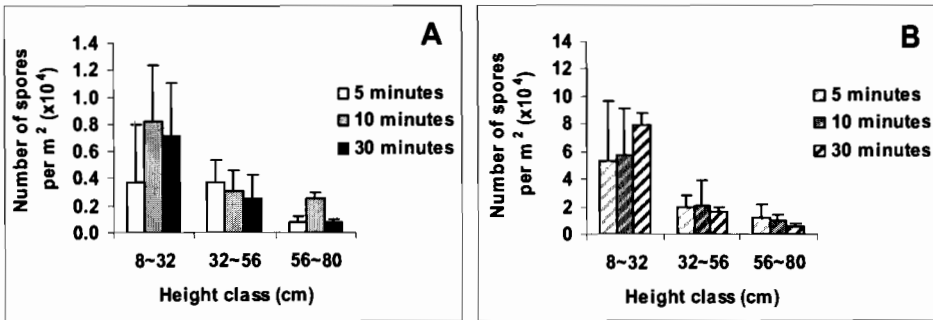 A
Number of spores
per m² (x10⁴)
1.4
1.2
1.0
0.8
0.6
0.4
0.2
0.0
5 minutes
10 minutes
30 minutes
8~32 32~56 56~80
Height class (cm)
B
Number of spores
per m² (x10⁴)
14
12
10
8
6
4
2
0
5 minutes
10 minutes
30 minutes
8~32 32~56 56~80
Height class (cm)